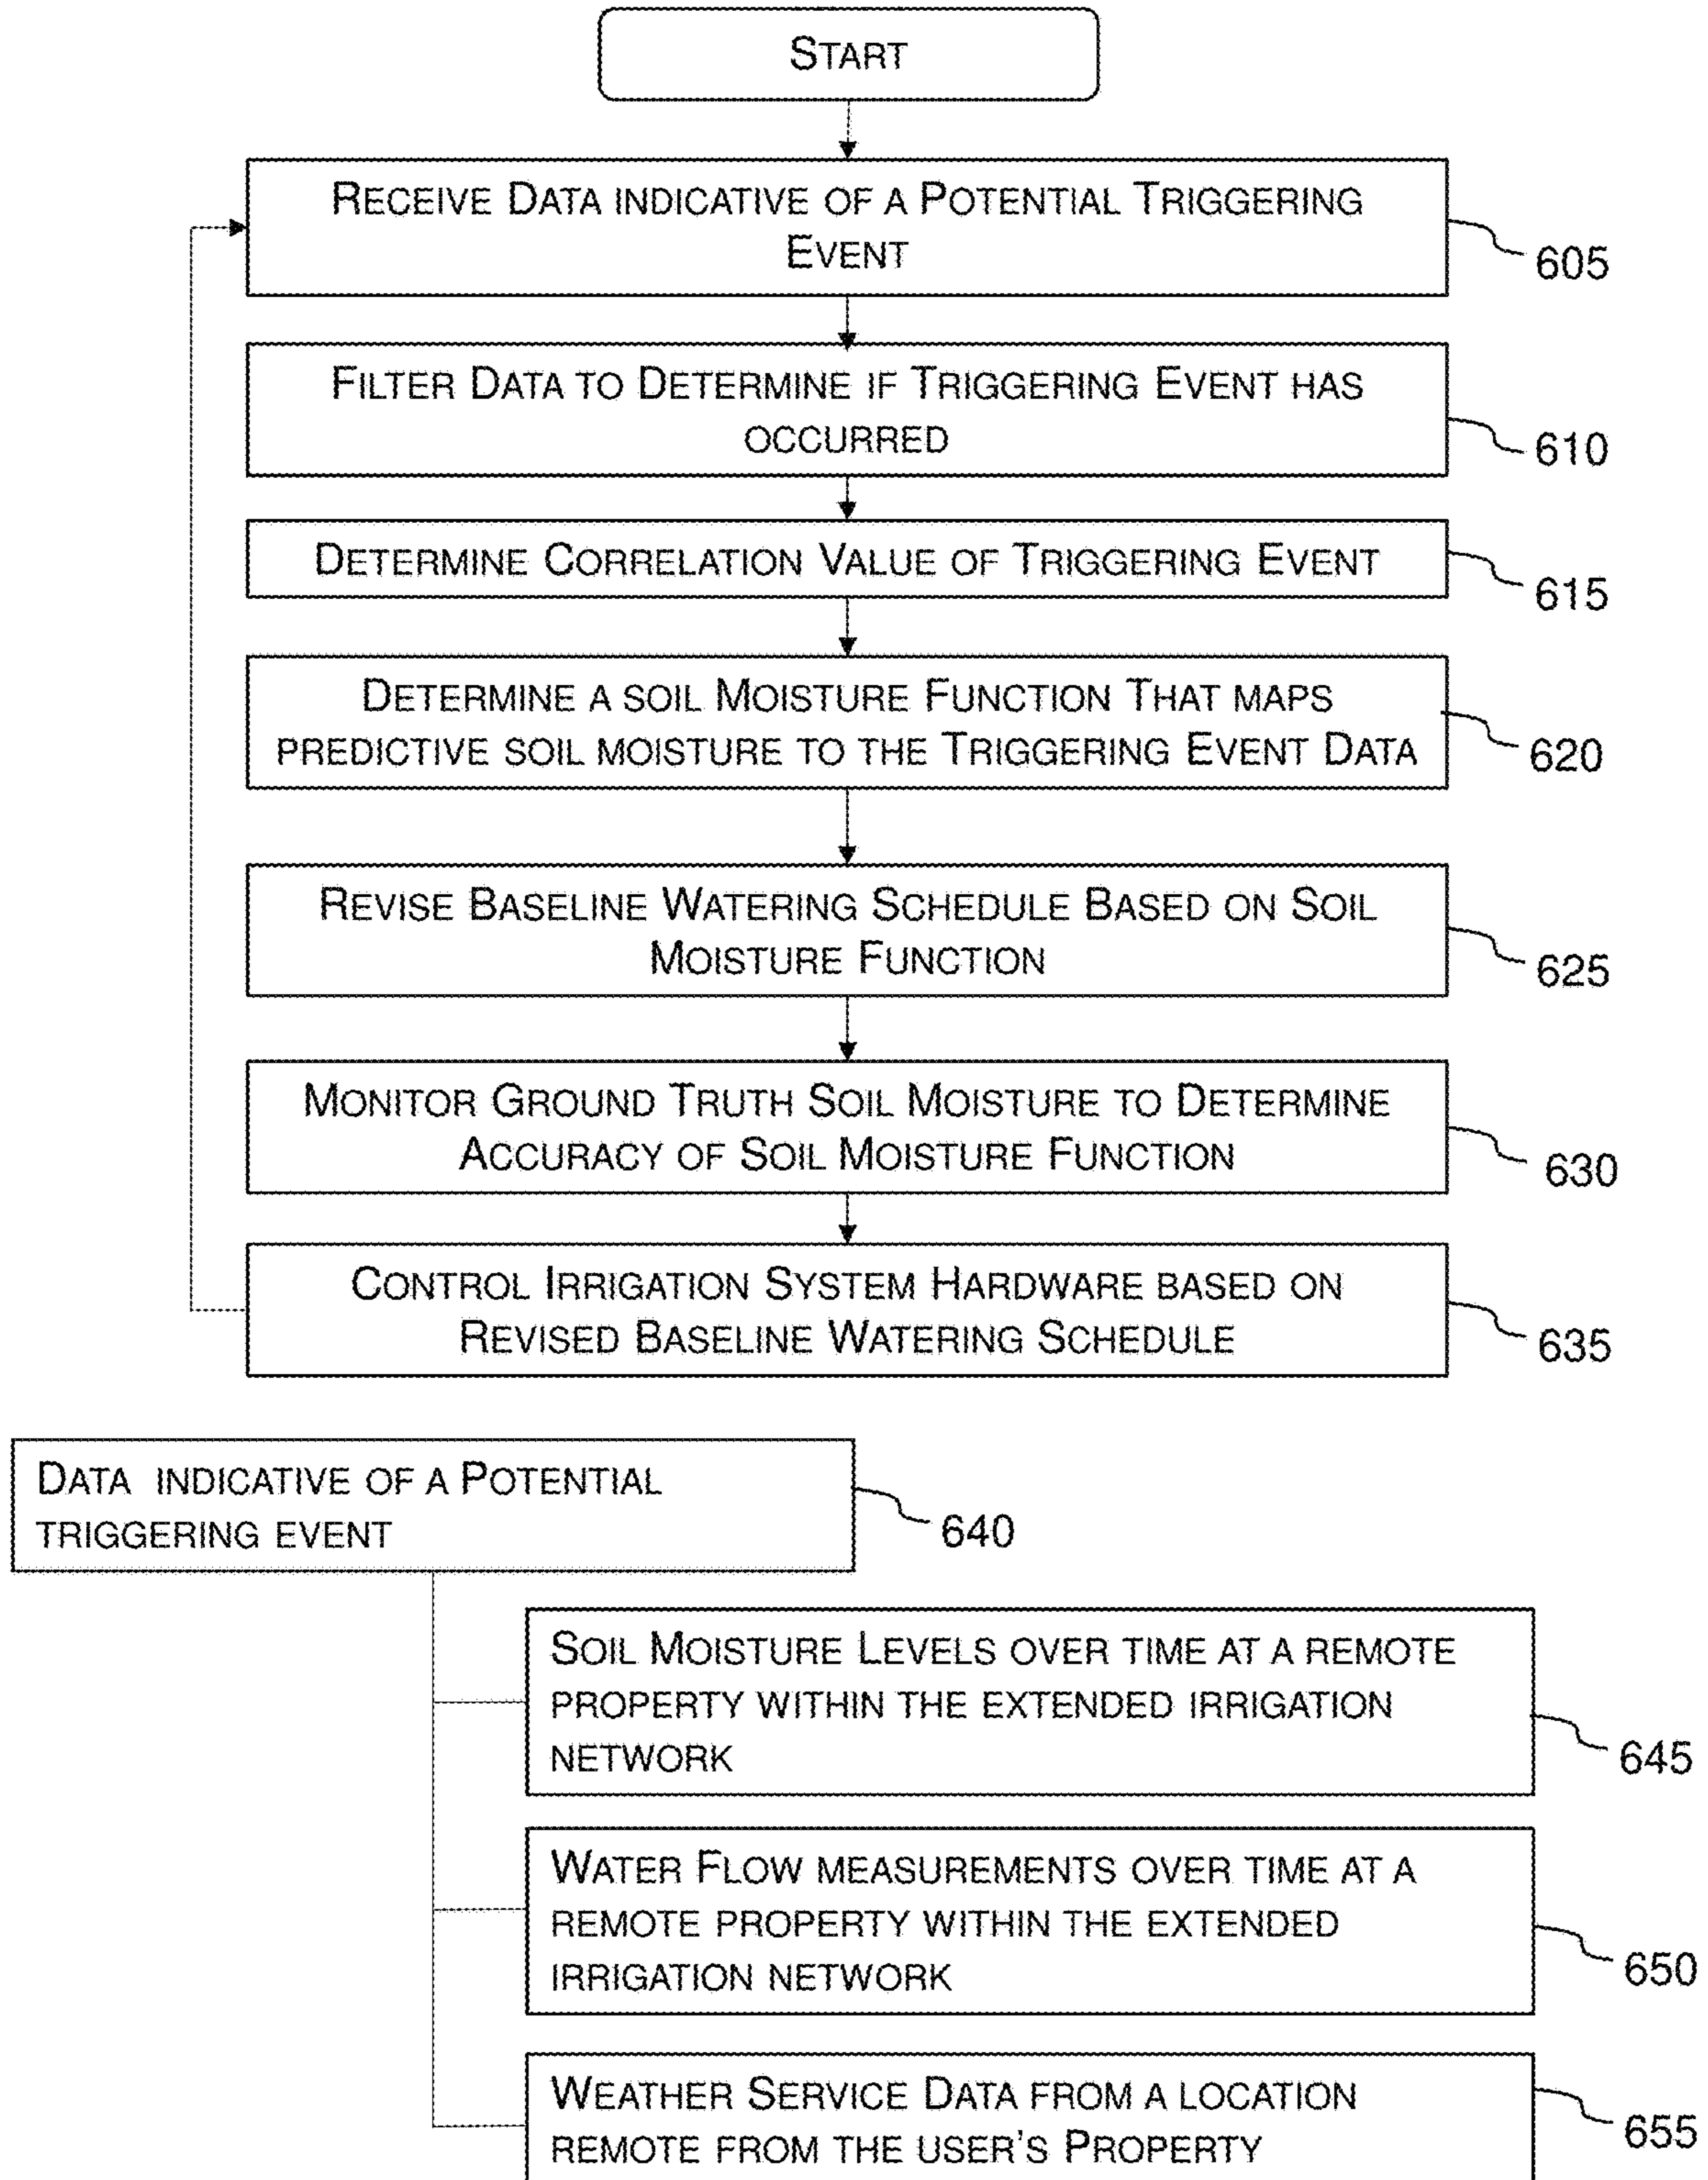 START
RECEIVE DATA INDICATIVE OF A POTENTIAL TRIGGERING
EVENT
605
FILTER DATA TO DETERMINE IF TRIGGERING EVENT HAS
OCCURRED
610
DETERMINE CORRELATION VALUE OF TRIGGERING EVENT
615
DETERMINE A SOIL MOISTURE FUNCTION THAT MAPS
PREDICTIVE SOIL MOISTURE TO THE TRIGGERING EVENT DATA
620
REVISE BASELINE WATERING SCHEDULE BASED ON SOIL
MOISTURE FUNCTION
625
MONITOR GROUND TRUTH SOIL MOISTURE TO DETERMINE
ACCURACY OF SOIL MOISTURE FUNCTION
630
CONTROL IRRIGATION SYSTEM HARDWARE BASED ON
REVISED BASELINE WATERING SCHEDULE
635
DATA INDICATIVE OF A POTENTIAL
TRIGGERING EVENT
640
SOIL MOISTURE LEVELS OVER TIME AT A REMOTE
PROPERTY WITHIN THE EXTENDED IRRIGATION
NETWORK
645
WATER FLOW MEASUREMENTS OVER TIME AT A
REMOTE PROPERTY WITHIN THE EXTENDED
IRRIGATION NETWORK
650
WEATHER SERVICE DATA FROM A LOCATION
REMOTE FROM THE USER'S PROPERTY
655